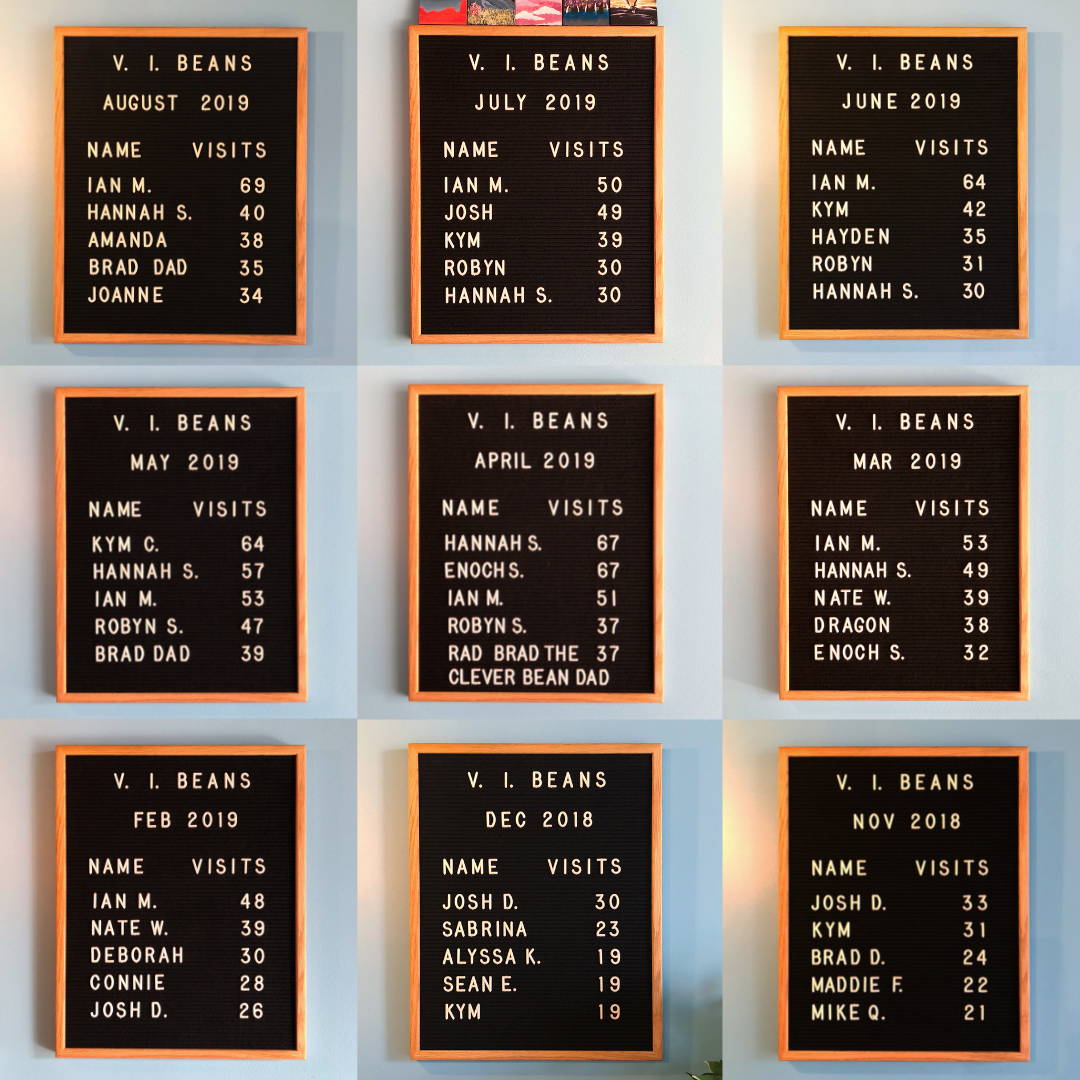 V. I. BEANS
AUGUST 2019
NAME VISITS
IAN M. 69
HANNAH S. 40
AMANDA 38
BRAD DAD 35
JOANNE 34
V. I. BEANS
JULY 2019
NAME VISITS
IAN M. 50
JOSH 49
KYM 39
ROBYN 30
HANNAH S. 30
V. I. BEANS
JUNE 2019
NAME VISITS
IAN M. 64
KYM 42
HAYDEN 35
ROBYN 31
HANNAH S. 30
V. I. BEANS
MAY 2019
NAME VISITS
KYM C. 64
HANNAH S. 57
IAN M. 53
ROBYN S. 47
BRAD DAD 39
V. I. BEANS
APRIL 2019
NAME VISITS
HANNAH S. 67
ENOCH S. 67
IAN M. 51
ROBYN S. 37
RAD BRAD THE 37
CLEVER BEAN DAD
V. I. BEANS
MAR 2019
NAME VISITS
IAN M. 53
HANNAH S. 49
NATE W. 39
DRAGON 38
ENOCH S. 32
V. I. BEANS
FEB 2019
NAME VISITS
IAN M. 48
NATE W. 39
DEBORAH 30
CONNIE 28
JOSH D. 26
V. I. BEANS
DEC 2018
NAME VISITS
JOSH D. 30
SABRINA 23
ALYSSA K. 19
SEAN E. 19
KYM 19
V. I. BEANS
NOV 2018
NAME VISITS
JOSH D. 33
KYM 31
BRAD D. 24
MADDIE F. 22
MIKE Q. 21